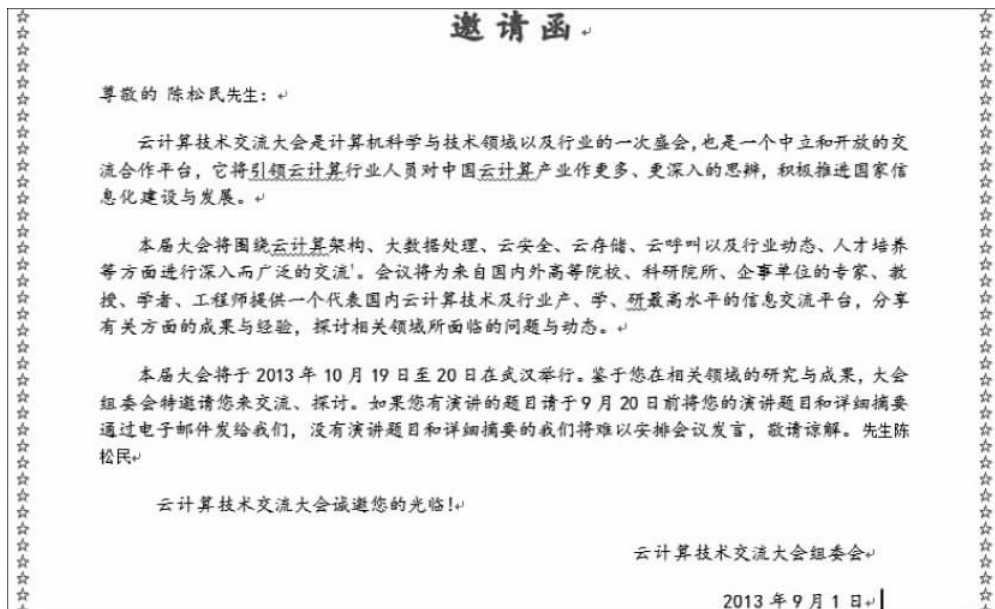 邀请函
尊敬的 陈松民先生：
云计算技术交流大会是计算机科学与技术领域以及行业的一次盛会,也是一个中立和开放的交
流合作平台，它将引领云计算行业人员对中国云计算产业作更多、更深入的思辨，积极推进国家信
息化建设与发展。
本届大会将围绕云计算架构、大数据处理、云安全、云存储、云呼叫以及行业动态、人才培养
等方面进行深入而广泛的交流¹。会议将为来自国内外高等院校、科研院所、企事单位的专家、教
授、学者、工程师提供一个代表国内云计算技术及行业产、学、研最高水平的信息交流平台，分享
有关方面的成果与经验，探讨相关领域所面临的问题与动态。
本届大会将于 2013 年 10 月 19 日至 20 日在武汉举行。鉴于您在相关领域的研究与成果，大会
组委会特邀请您来交流、探讨。如果您有演讲的题目请于 9 月 20 日前将您的演讲题目和详细摘要
通过电子邮件发给我们，没有演讲题目和详细摘要的我们将难以安排会议发言，敬请谅解。先生陈
松民
云计算技术交流大会诚邀您的光临!
云计算技术交流大会组委会
2013 年 9 月 1 日